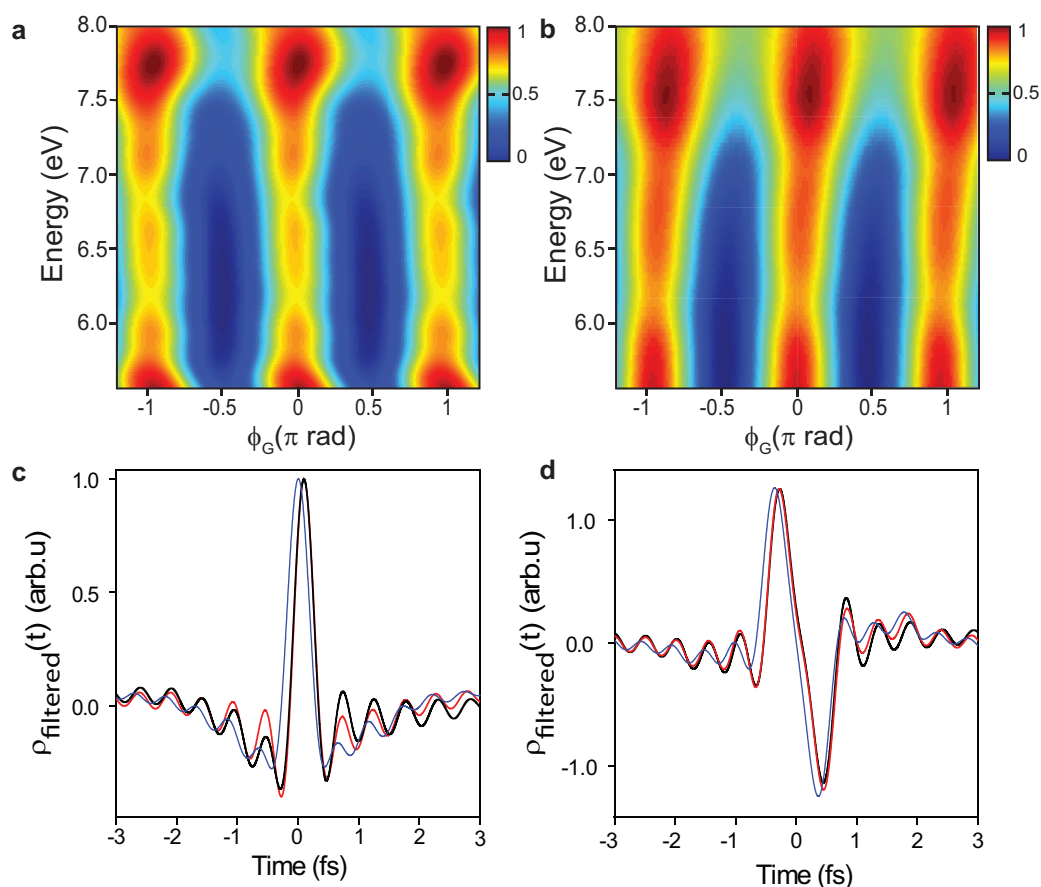 a
8.0
7.5
7.0
6.5
6.0
Energy (eV)
-1 -0.5 0 0.5 1
ϕG(π rad)
1
0.5
0
b
8.0
7.5
7.0
6.5
6.0
Energy (eV)
-1 -0.5 0 0.5 1
ϕG(π rad)
1
0.5
0
c
1.0
0.5
0.0
ρfiltered(t) (arb.u)
-3 -2 -1 0 1 2 3
Time (fs)
d
1.0
0.0
-1.0
ρfiltered(t) (arb.u)
-3 -2 -1 0 1 2 3
Time (fs)